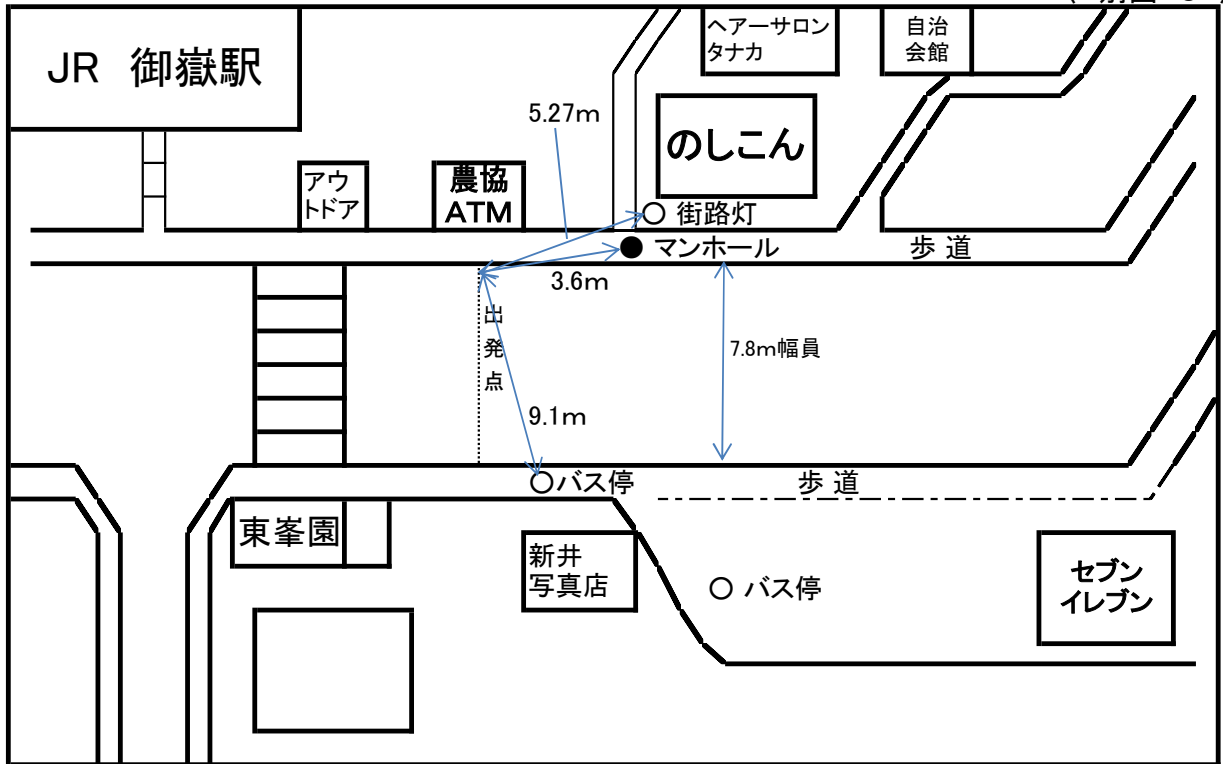 JR 御嶽駅
ヘアーサロン
タナカ
自治
会館
5.27m
のしこん
アウ
トドア
農協
ATM
街路灯
マンホール
歩道
3.6m
出
発
点
7.8m幅員
9.1m
バス停
歩道
東峯園
新井
写真店
バス停
セブン
イレブン